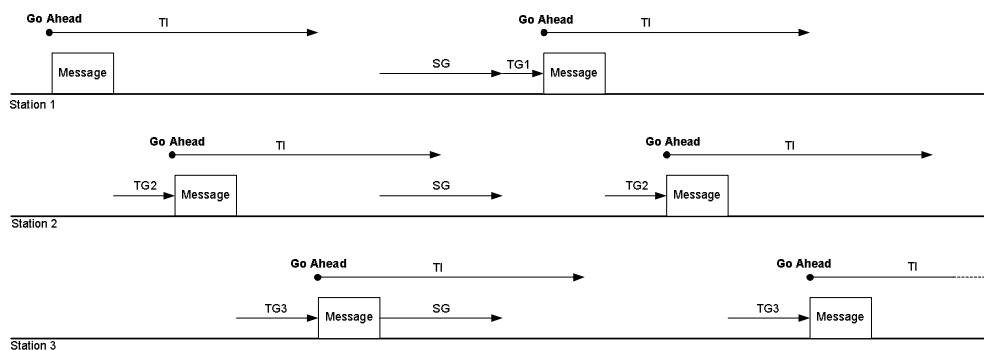 Go Ahead TI Go Ahead TI
Message SG TG1 Message
Station 1
Go Ahead TI Go Ahead TI
TG2 Message SG TG2 Message
Station 2
Go Ahead TI Go Ahead TI
TG3 Message SG TG3 Message
Station 3